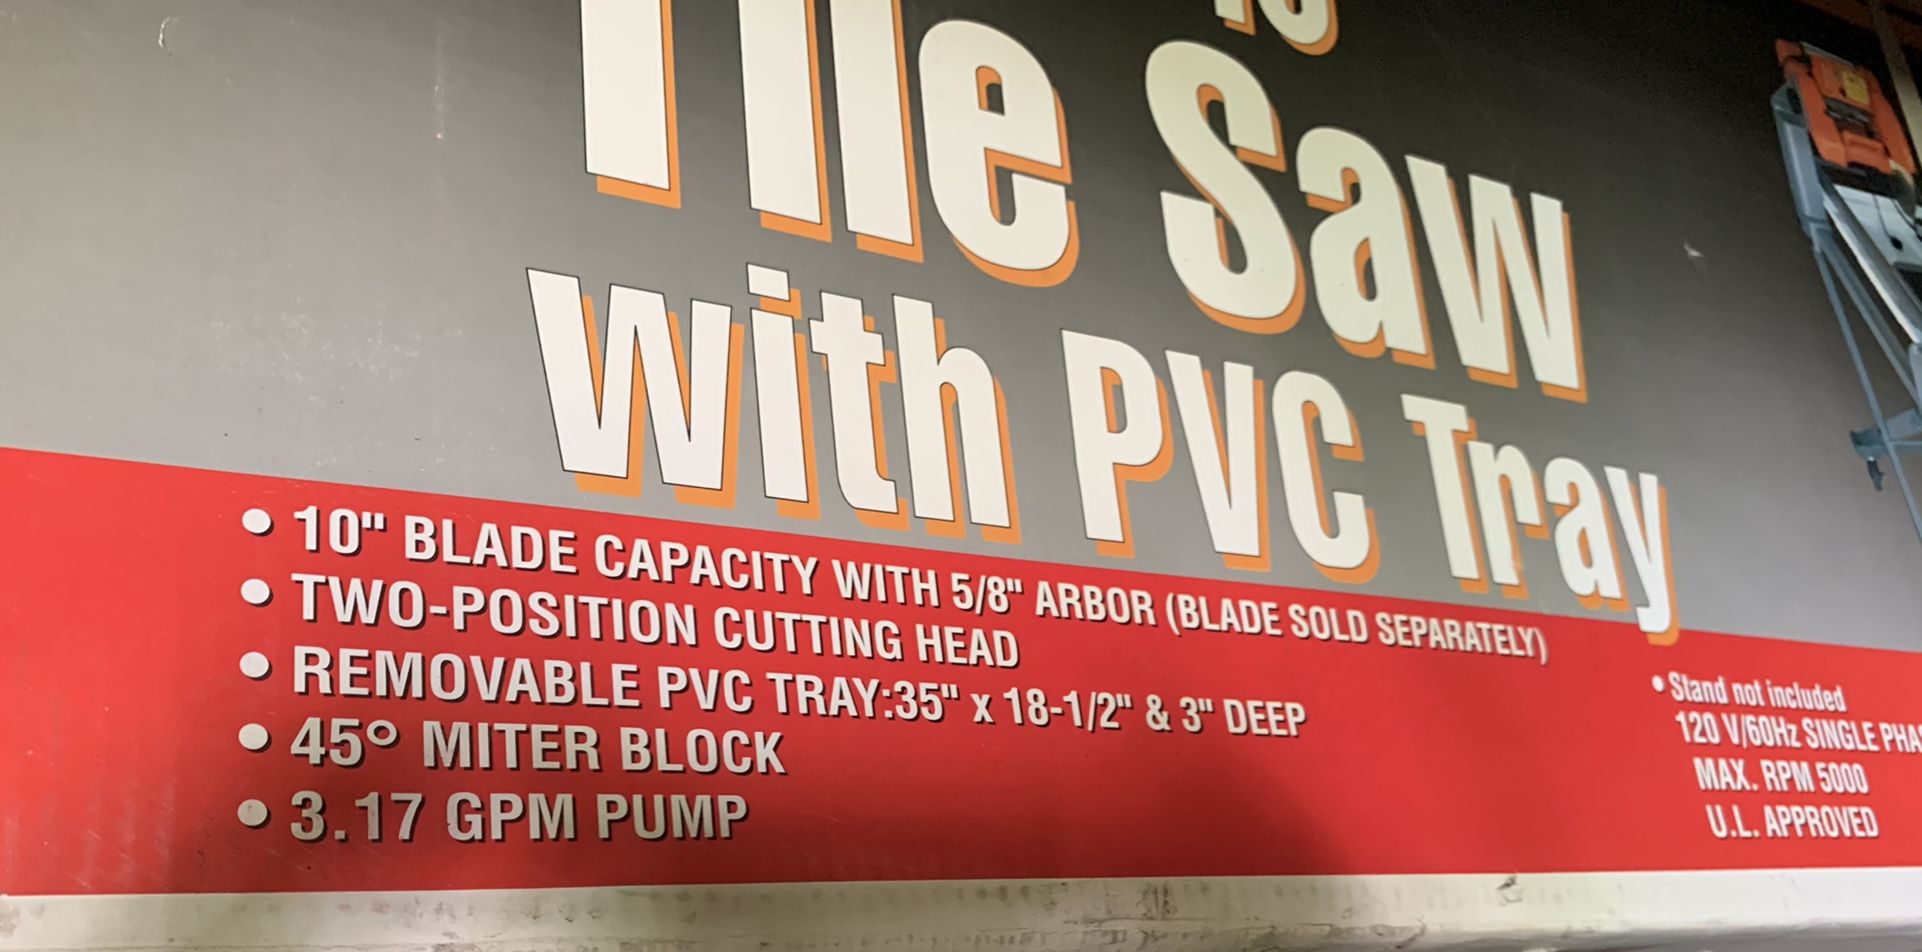 Tile Saw
with PVC Tray
• 10" BLADE CAPACITY WITH 5/8" ARBOR (BLADE SOLD SEPARATELY)
• TWO-POSITION CUTTING HEAD
• REMOVABLE PVC TRAY:35" x 18-1/2" & 3" DEEP
• 45° MITER BLOCK
• 3.17 GPM PUMP
• Stand not included
120 V/60Hz SINGLE PHAS
MAX. RPM 5000
U.L. APPROVED